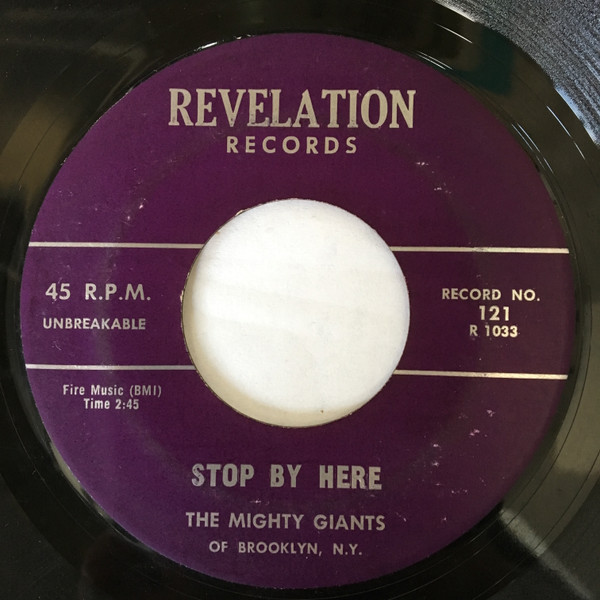 REVELATION
RECORDS
45 R.P.M.
UNBREAKABLE
RECORD NO.
121
R 1033
Fire Music (BMI)
Time 2:45
STOP BY HERE
THE MIGHTY GIANTS
OF BROOKLYN, N.Y.